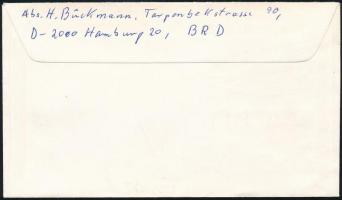 Abs. H. Bückmann, Tarpenbekstrasse 90,
D-2000 Hamburg 20, BRD